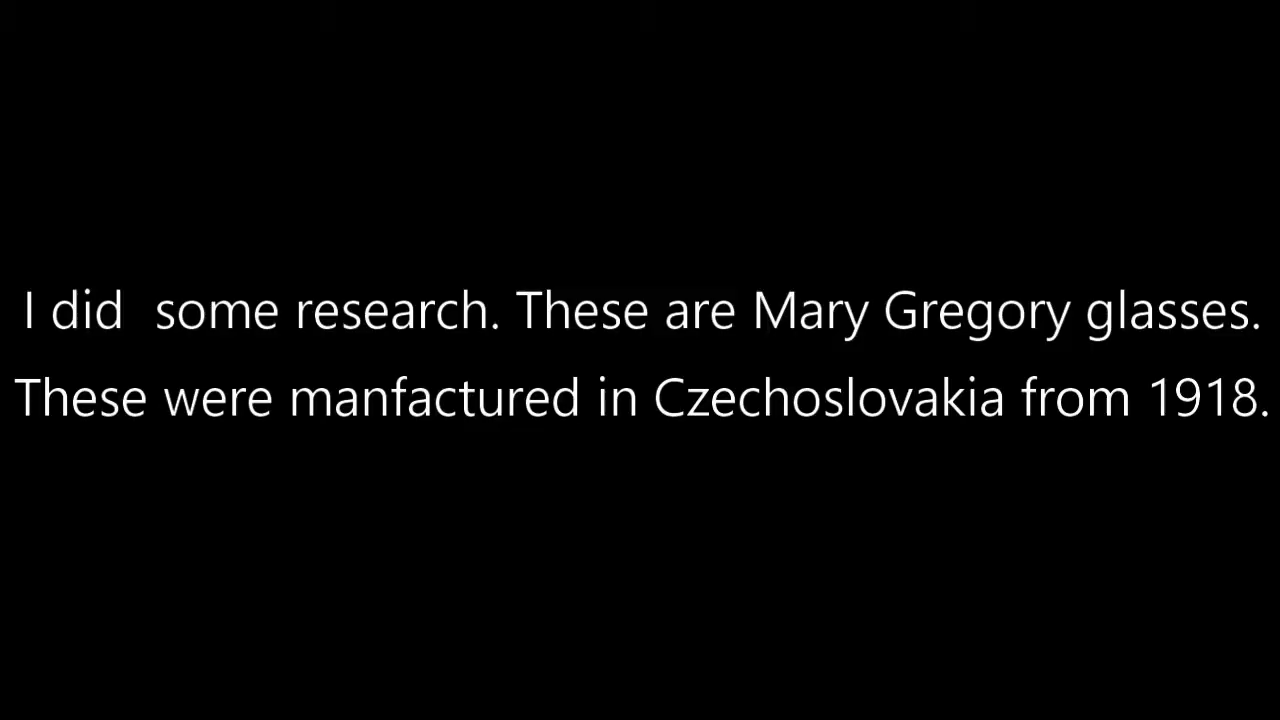 I did  some research. These are Mary Gregory glasses.
These were manfactured in Czechoslovakia from 1918.